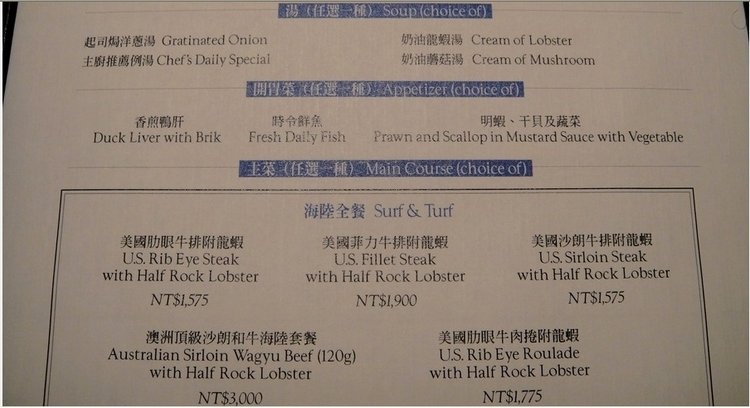 湯（任選一種）Soup (choice of)
起司焗洋蔥湯 Gratinated Onion
奶油龍蝦湯 Cream of Lobster
主廚推薦例湯 Chef's Daily Special
奶油蘑菇湯 Cream of Mushroom
開胃菜（任選一種）Appetizer (choice of)
香煎鴨肝
時令鮮魚
明蝦、干貝及蔬菜
Duck Liver with Brik
Fresh Daily Fish
Prawn and Scallop in Mustard Sauce with Vegetable
主菜（任選一種）Main Course (choice of)
海陸全餐 Surf & Turf
美國肋眼牛排附龍蝦
美國菲力牛排附龍蝦
美國沙朗牛排附龍蝦
U.S. Rib Eye Steak
U.S. Fillet Steak
U.S. Sirloin Steak
with Half Rock Lobster
with Half Rock Lobster
with Half Rock Lobster
NT$1,575
NT$1,900
NT$1,575
澳洲頂級沙朗和牛海陸套餐
美國肋眼牛肉捲附龍蝦
Australian Sirloin Wagyu Beef (120g)
U.S. Rib Eye Roulade
with Half Rock Lobster
with Half Rock Lobster
NT$3,000
NT$1,775